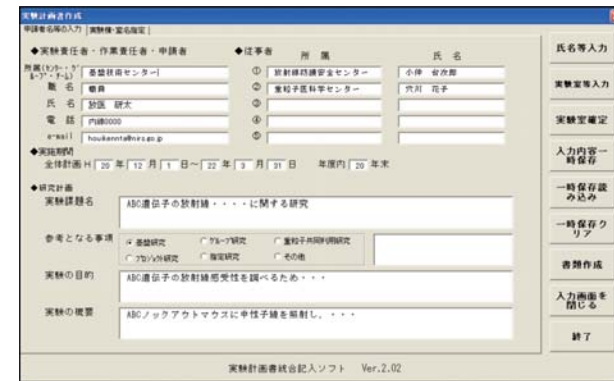 実験計画書作成
申請者名等の入力 実験棟・室名指定
◆実験責任者・作業責任者・申請者
所属(センター・グループ・チーム) 基盤技術センター
職名 職員
氏名 放医 研太
電話 内線0000
e-mail houkennta@nirs.go.jp
◆従事者 所属 氏名
① 放射線防護安全センター
② 重粒子医科学センター 穴川 花子
③
④
⑤
◆実施期間
全体計画 H 20 年 12 月 1 日～ 22 年 3 月 31 日 年度内 20 年末
◆研究計画
実験課題名 ABC遺伝子の放射線・・・・に関する研究
参考となる事項 基盤研究 グループ研究 重粒子共同利用研究
プロジェクト研究 指定研究 その他
実験の目的 ABC遺伝子の放射線感受性を調べるため・・・
実験の概要 ABCノックアウトマウスに中性子線を照射し、・・・
実験計画書統合記入ソフト Ver.2.02
氏名等入力
実験室等入力
実験室確定
入力内容一時保存
一時保存読み込み
一時保存クリア
書類作成
入力画面を閉じる
終了